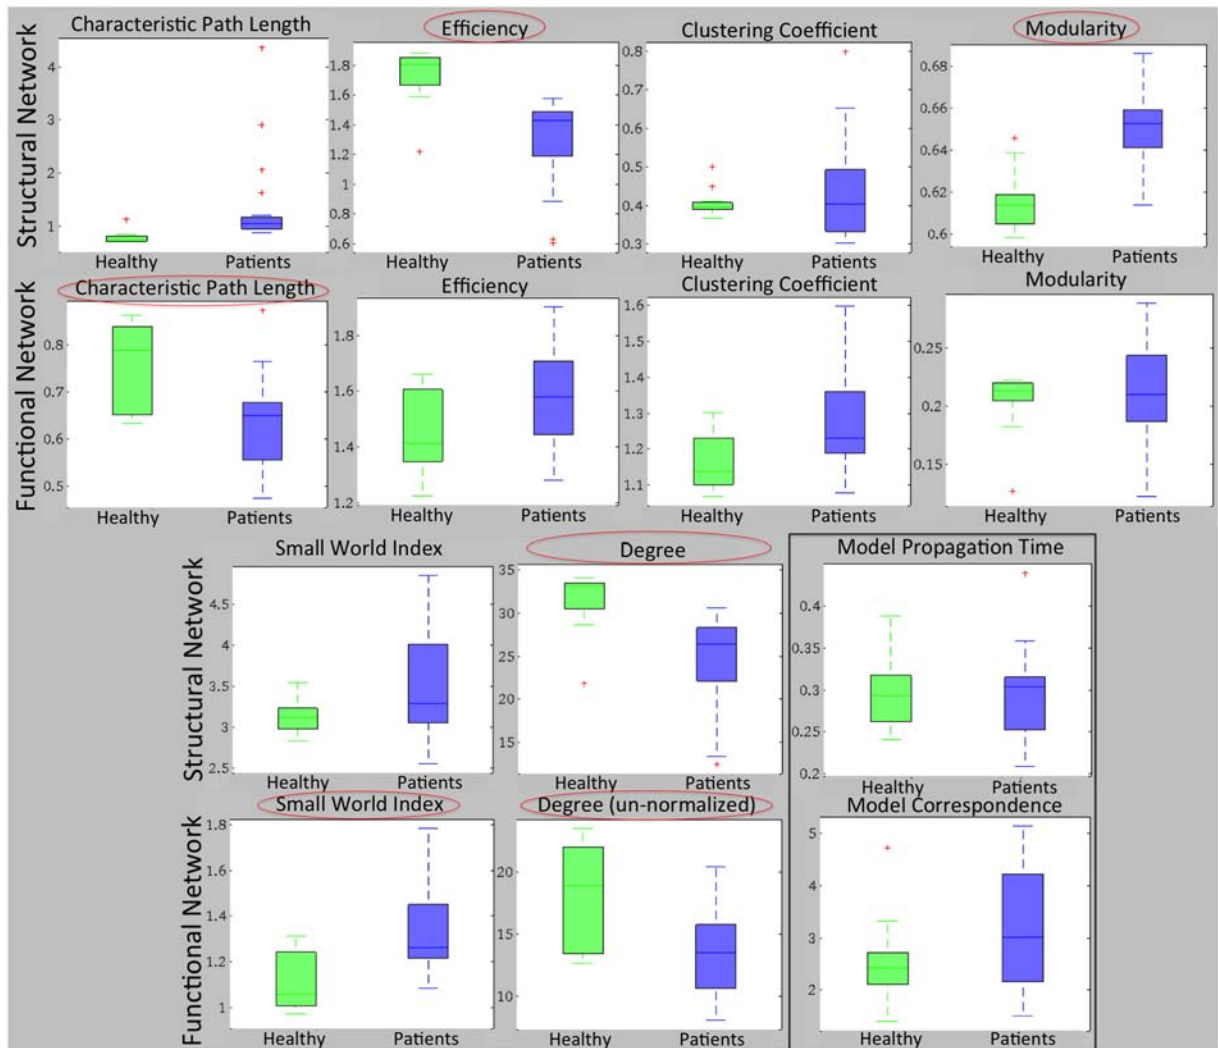 Structural Network
Characteristic Path Length
Efficiency
Clustering Coefficient
Modularity
4
3
2
1
1.8
1.6
1.4
1.2
1
0.8
0.6
0.8
0.7
0.6
0.5
0.4
0.3
0.68
0.66
0.64
0.62
0.6
Healthy Patients
Healthy Patients
Healthy Patients
Healthy Patients
Functional Network
Characteristic Path Length
Efficiency
Clustering Coefficient
Modularity
0.8
0.7
0.6
0.5
1.8
1.6
1.4
1.2
1.6
1.5
1.4
1.3
1.2
1.1
0.25
0.2
0.15
Healthy Patients
Healthy Patients
Healthy Patients
Healthy Patients
Structural Network
Small World Index
Degree
Model Propagation Time
4.5
4
3.5
3
2.5
35
30
25
20
15
0.4
0.3
0.3
0.2
0.2
Healthy Patients
Healthy Patients
Healthy Patients
Functional Network
Small World Index
Degree (un-normalized)
Model Correspondence
1.8
1.6
1.4
1.2
1
20
15
10
5
4
3
2
Healthy Patients
Healthy Patients
Healthy Patients